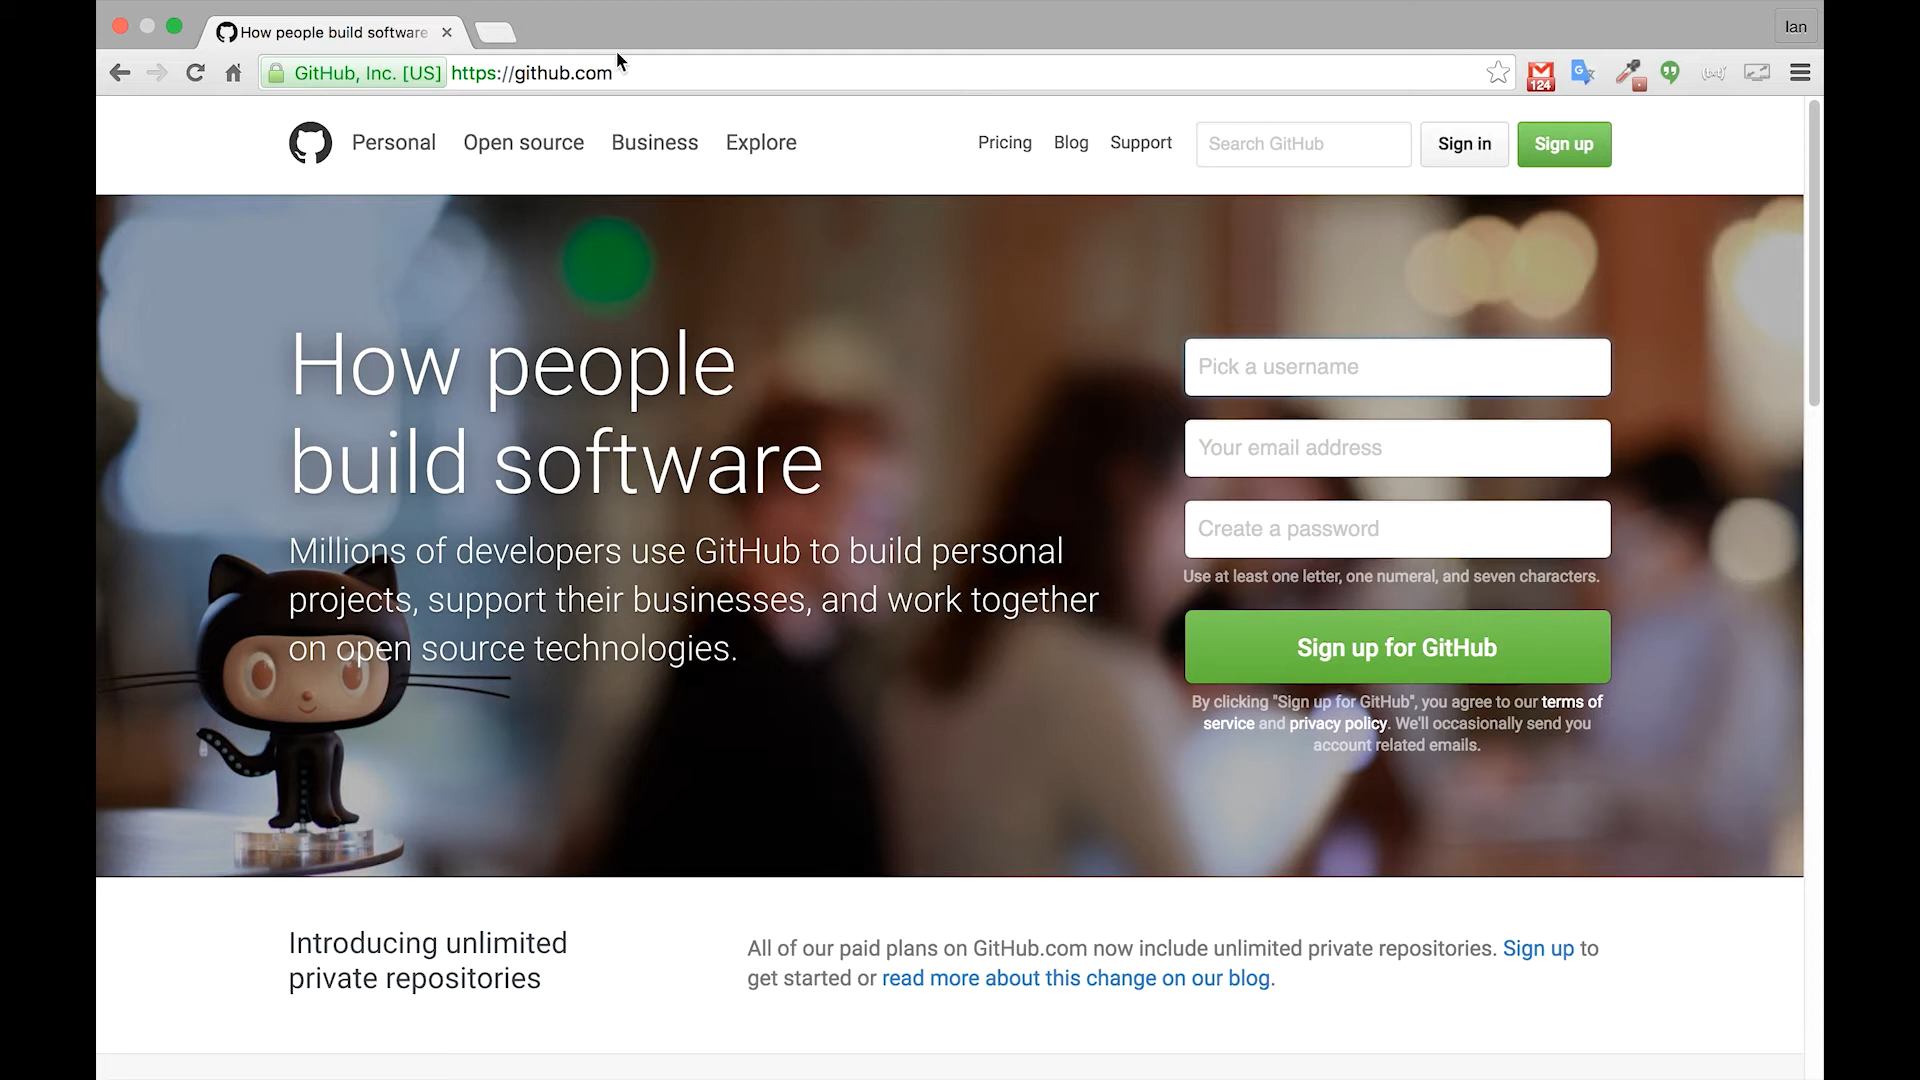 How people build software
Ian
GitHub, Inc. [US] https://github.com
124
Personal Open source Business Explore Pricing Blog Support Search GitHub Sign in Sign up
How people
build software
Millions of developers use GitHub to build personal
projects, support their businesses, and work together
on open source technologies.
Pick a username
Your email address
Create a password
Use at least one letter, one numeral, and seven characters.
Sign up for GitHub
By clicking "Sign up for GitHub", you agree to our terms of
service and privacy policy. We'll occasionally send you
account related emails.
Introducing unlimited
private repositories
All of our paid plans on GitHub.com now include unlimited private repositories. Sign up to
get started or read more about this change on our blog.